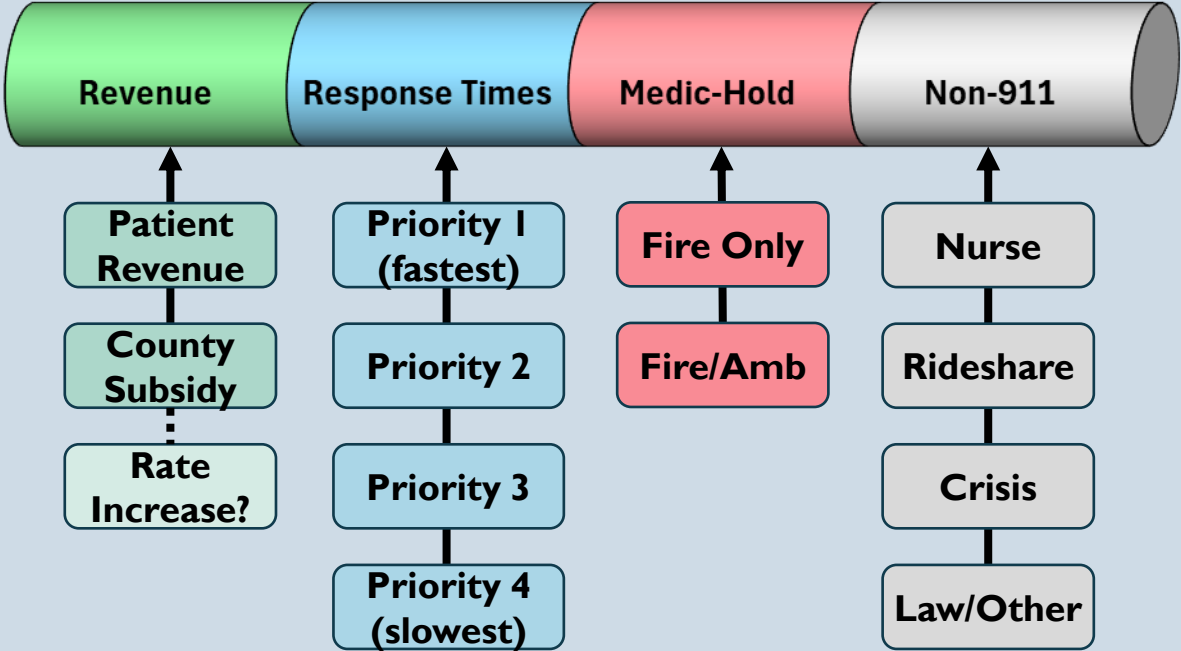 Revenue
Response Times
Medic-Hold
Non-911
Patient
Revenue
County
Subsidy
Rate
Increase?
Priority 1
(fastest)
Priority 2
Priority 3
Priority 4
(slowest)
Fire Only
Fire/Amb
Nurse
Rideshare
Crisis
Law/Other